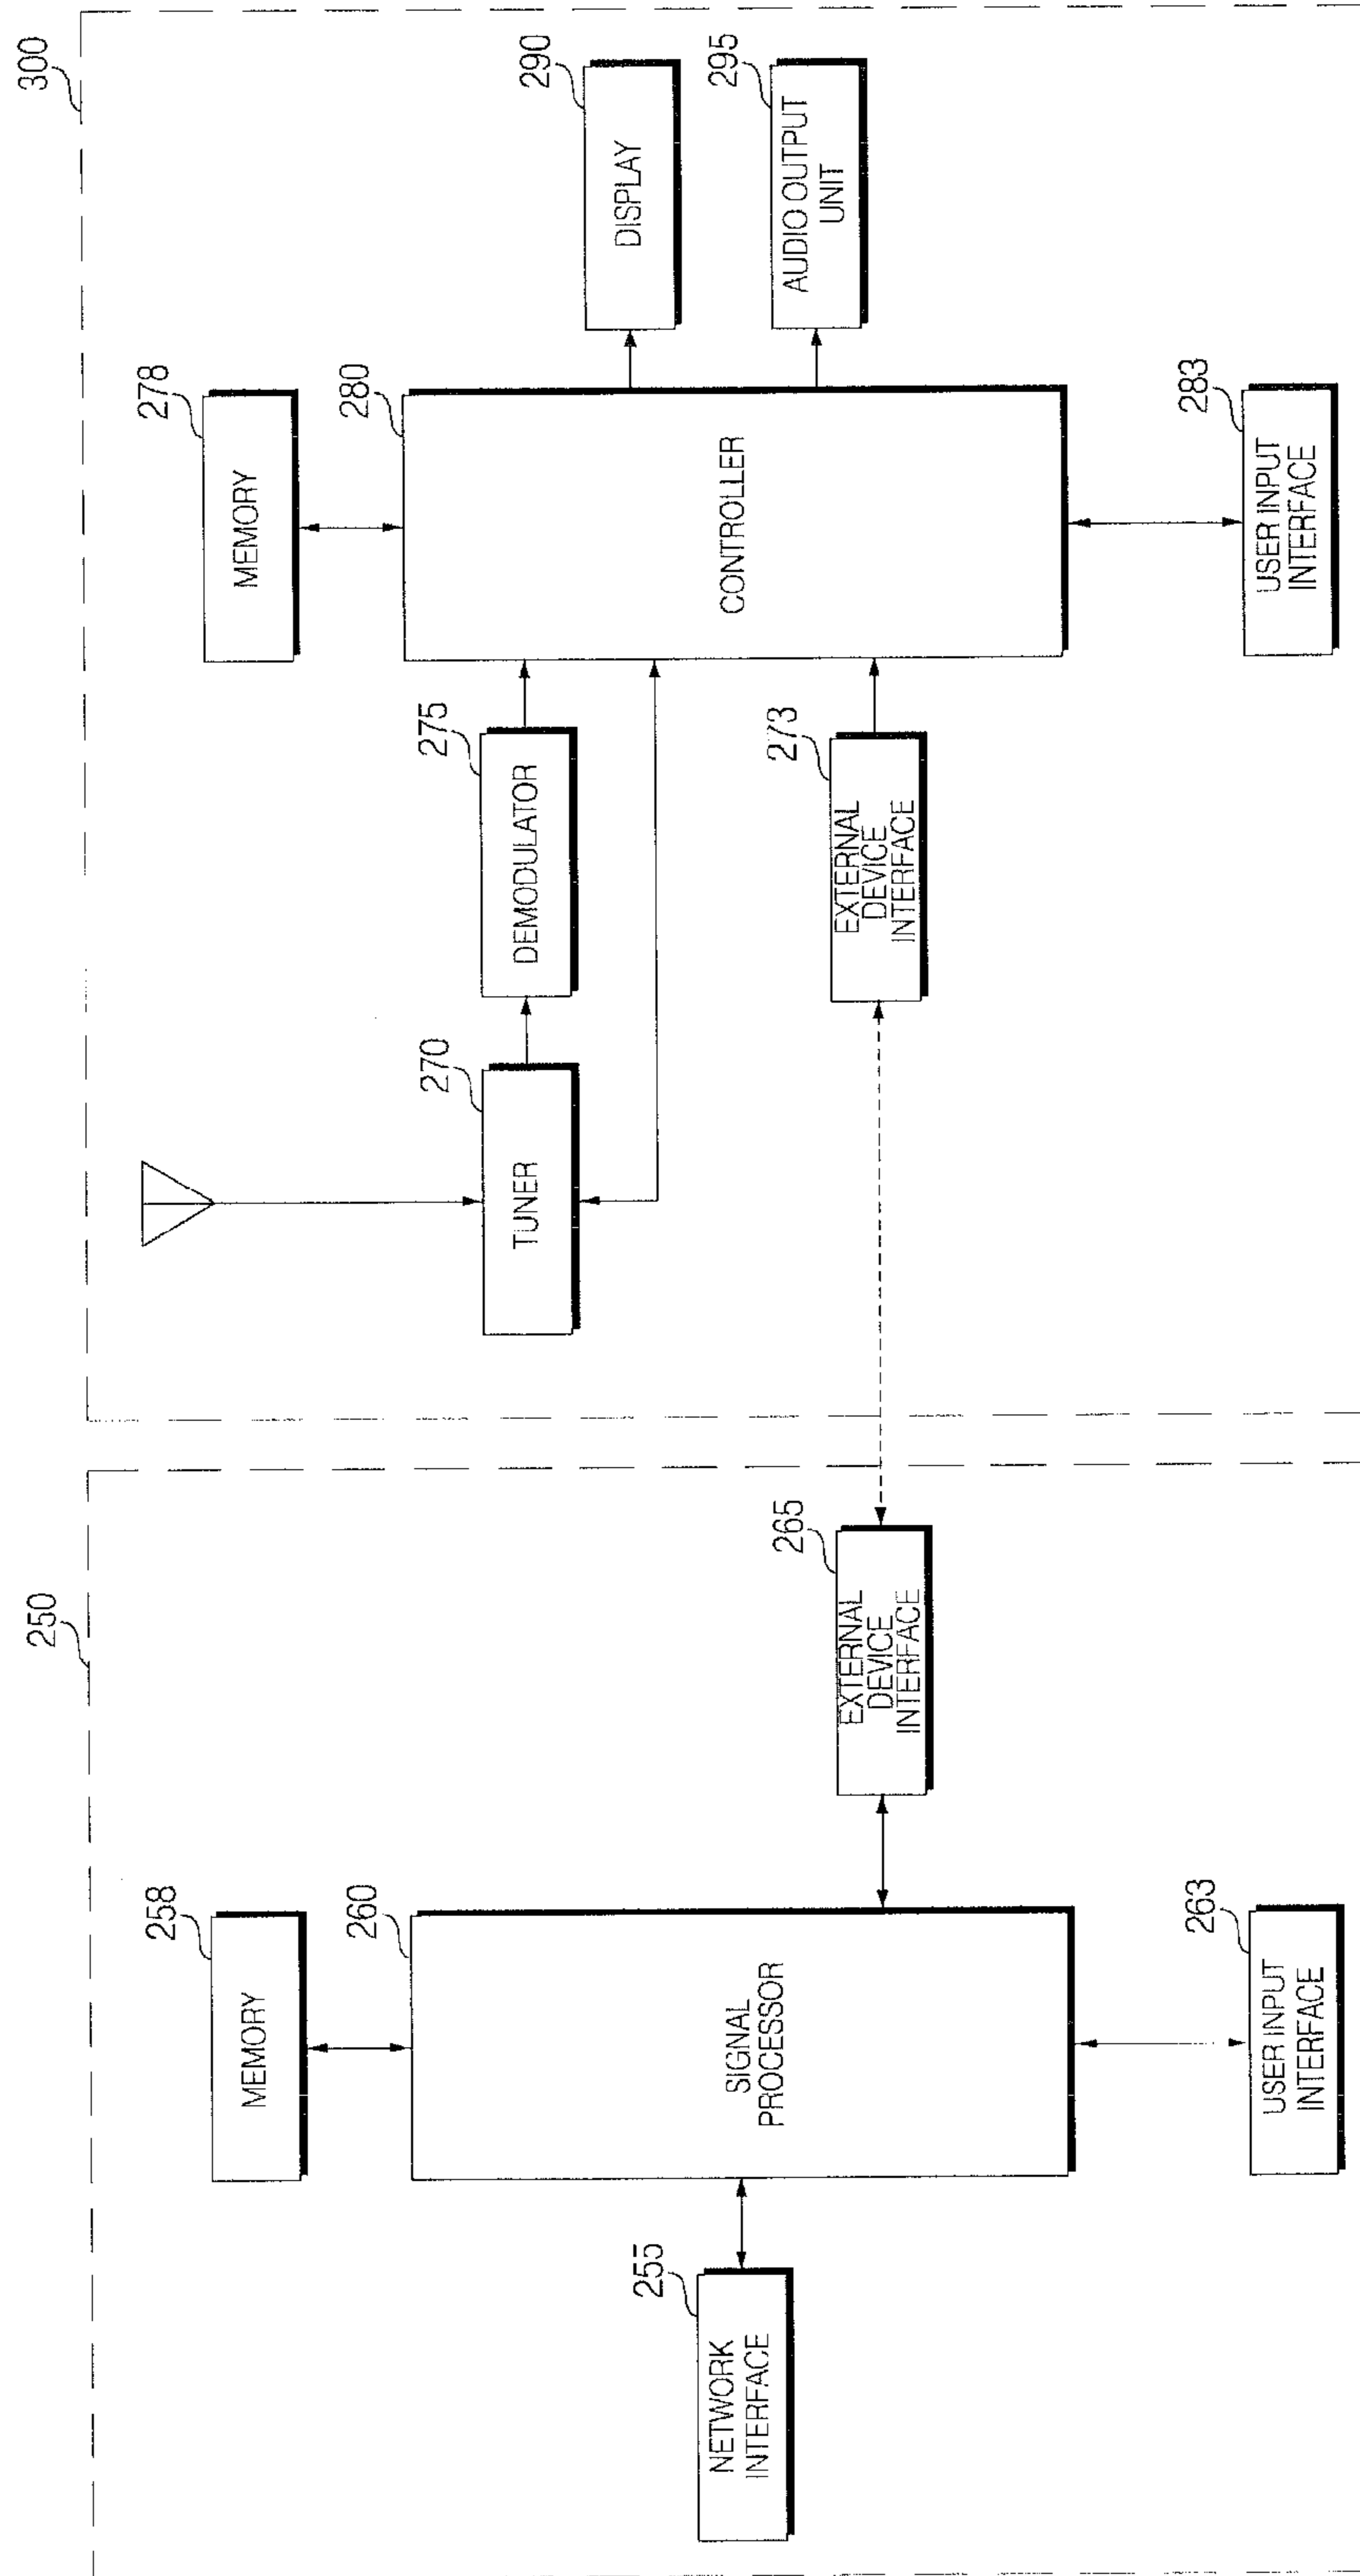 250
300
258
MEMORY
260
SIGNAL
PROCESSOR
255
NETWORK
INTERFACE
265
EXTERNAL
DEVICE
INTERFACE
263
USER INPUT
INTERFACE
270
TUNER
275
DEMODULATOR
278
MEMORY
280
CONTROLLER
273
EXTERNAL
DEVICE
INTERFACE
283
USER INPUT
INTERFACE
290
DISPLAY
295
AUDIO OUTPUT
UNIT